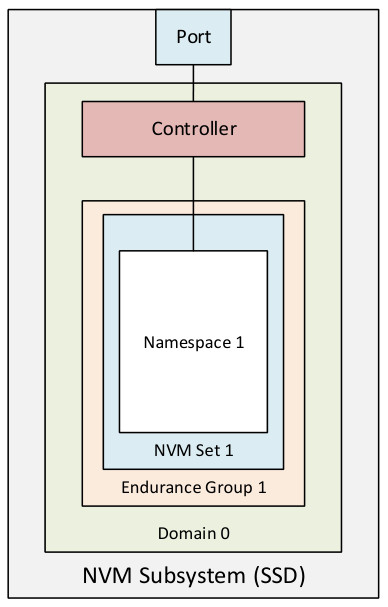 Port
Controller
Namespace 1
NVM Set 1
Endurance Group 1
Domain 0
NVM Subsystem (SSD)